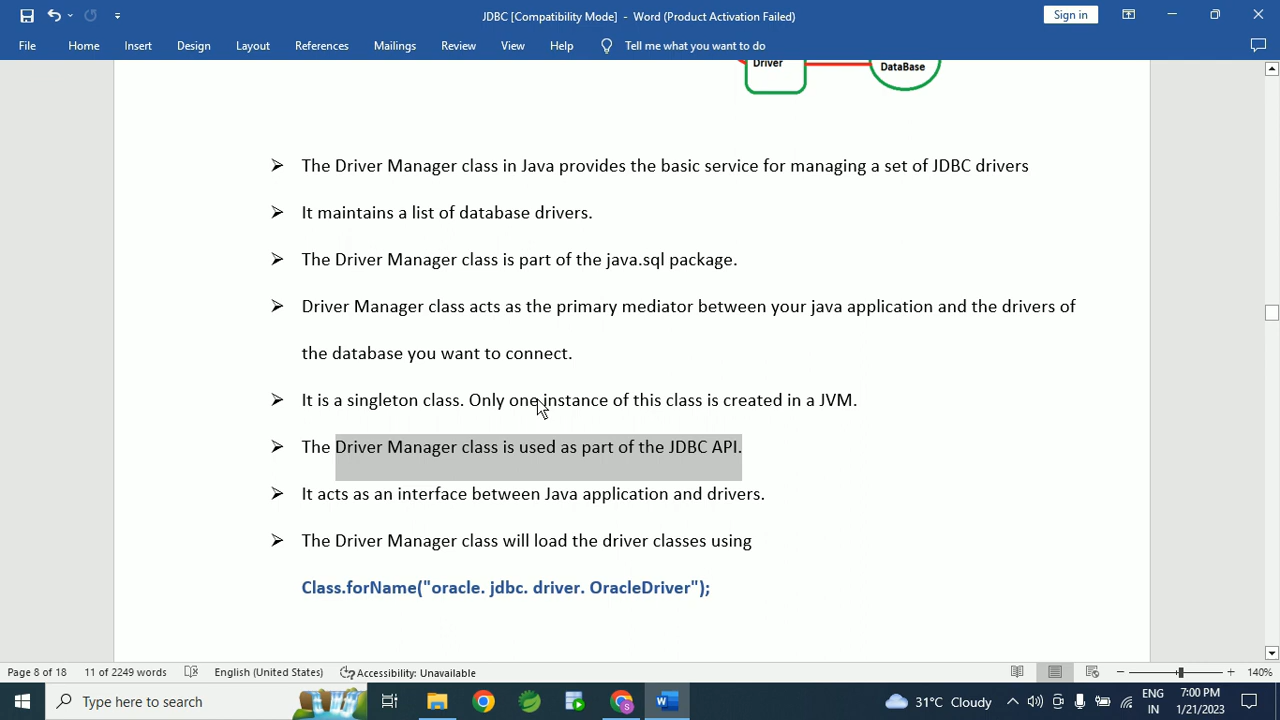 JDBC [Compatibility Mode] - Word (Product Activation Failed)
Sign in
File Home Insert Design Layout References Mailings Review View Help Tell me what you want to do
Driver
DataBase
➢ The Driver Manager class in Java provides the basic service for managing a set of JDBC drivers
➢ It maintains a list of database drivers.
➢ The Driver Manager class is part of the java.sql package.
➢ Driver Manager class acts as the primary mediator between your java application and the drivers of
the database you want to connect.
➢ It is a singleton class. Only one instance of this class is created in a JVM.
➢ The Driver Manager class is used as part of the JDBC API.
➢ It acts as an interface between Java application and drivers.
➢ The Driver Manager class will load the driver classes using
Class.forName("oracle. jdbc. driver. OracleDriver");
Page 8 of 18 11 of 2249 words English (United States) Accessibility: Unavailable 140%
Type here to search
31°C Cloudy
ENG
IN
7:00 PM
1/21/2023